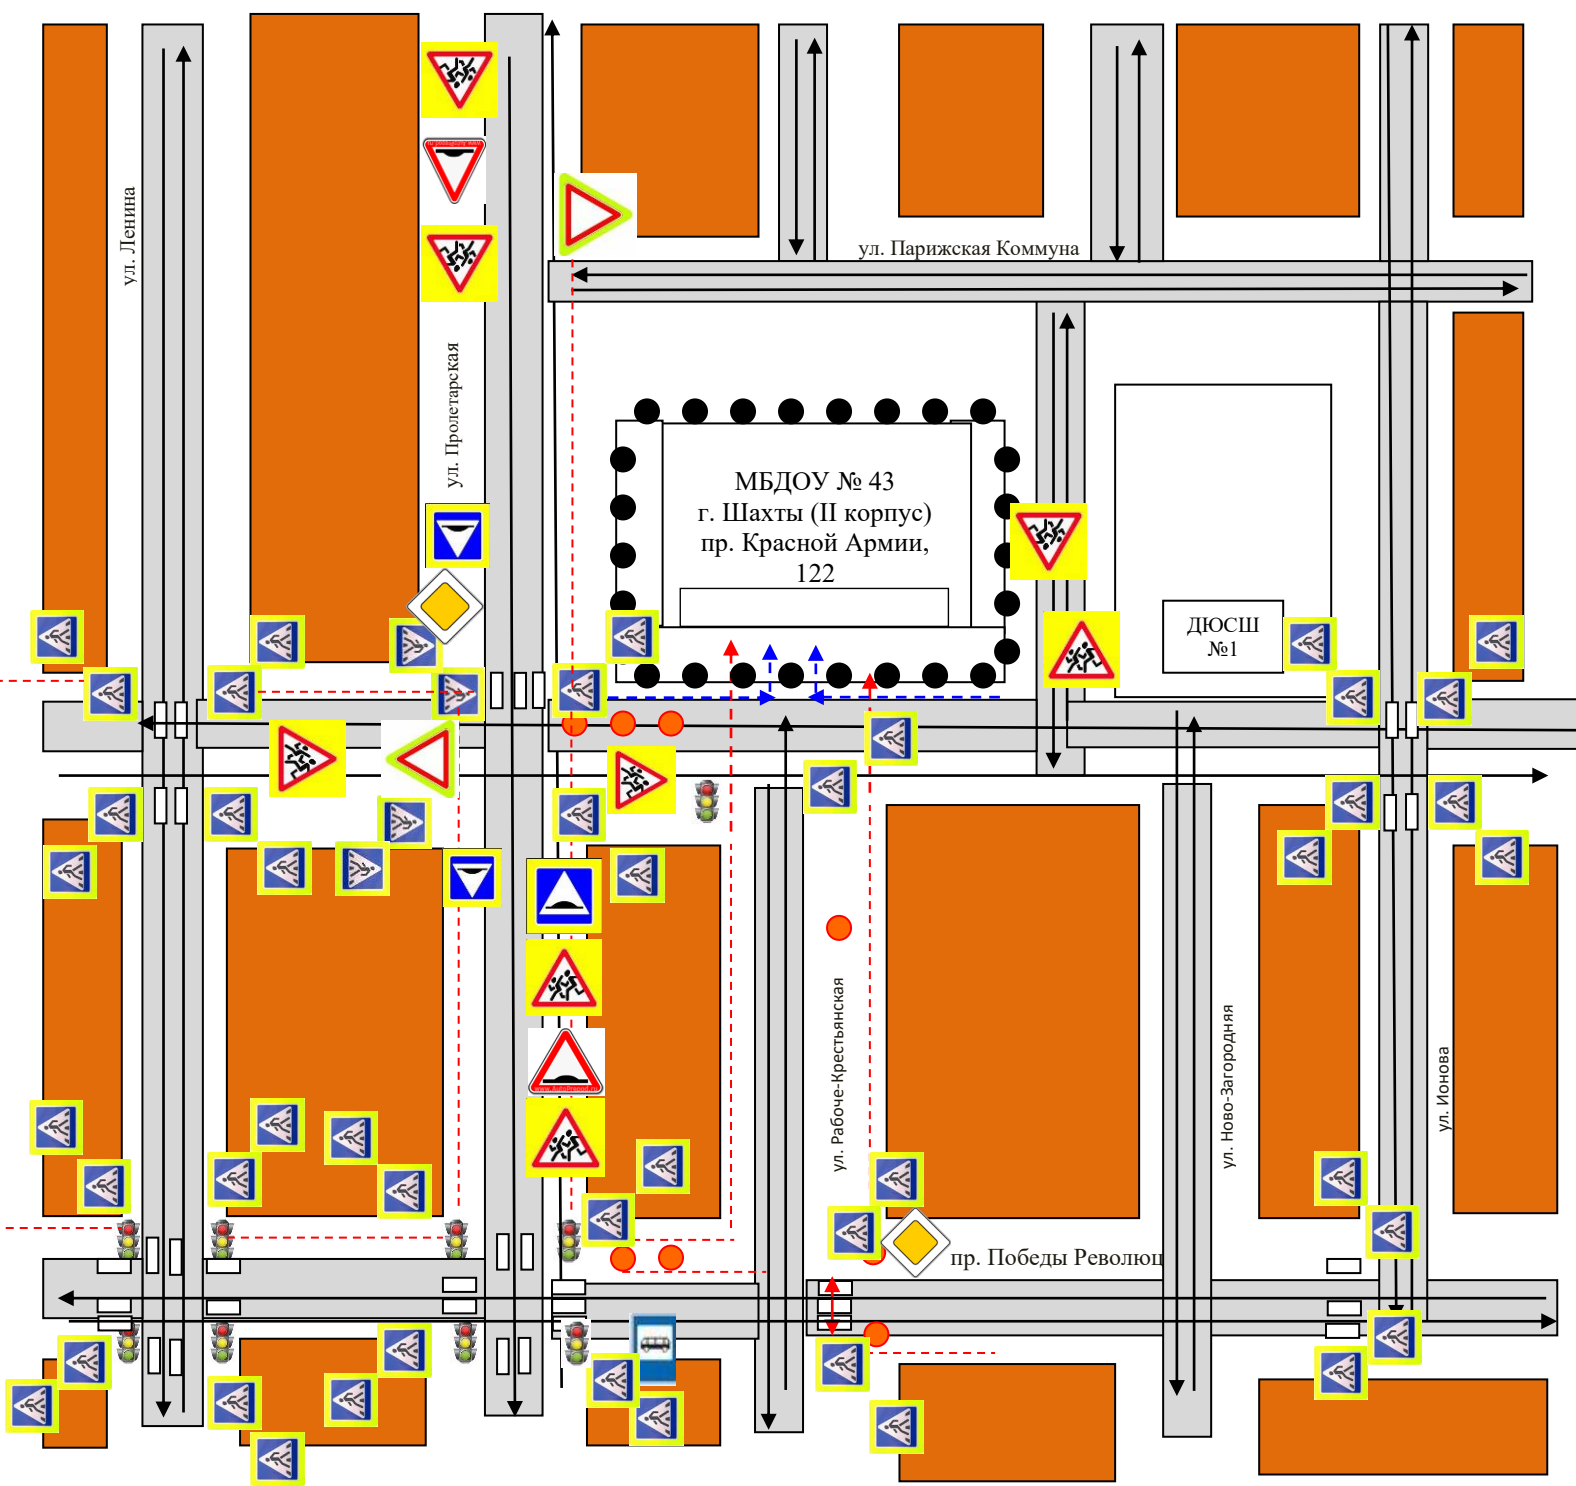 ул. Ленина
ул. Парижская Коммуна
ул. Пролетарская
МБДОУ № 43
г. Шахты (II корпус)
пр. Красной Армии,
122
ДЮСШ
№1
ул. Рабоче-Крестьянская
ул. Ново-Загородняя
ул. Ионова
пр. Победы Революц